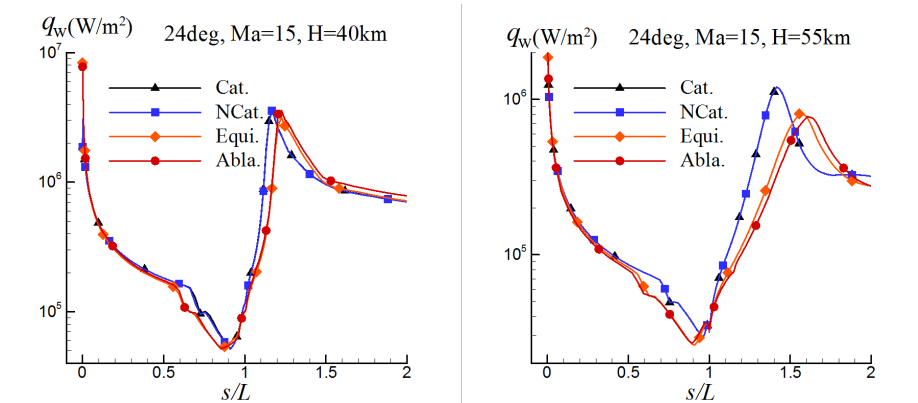 q_w(W/m²)
24deg, Ma=15, H=40km
10⁷
10⁶
10⁵
Cat.
NCat.
Equi.
Abla.
0 0.5 1 1.5 2
s/L
q_w(W/m²)
24deg, Ma=15, H=55km
10⁶
10⁵
Cat.
NCat.
Equi.
Abla.
0 0.5 1 1.5 2
s/L